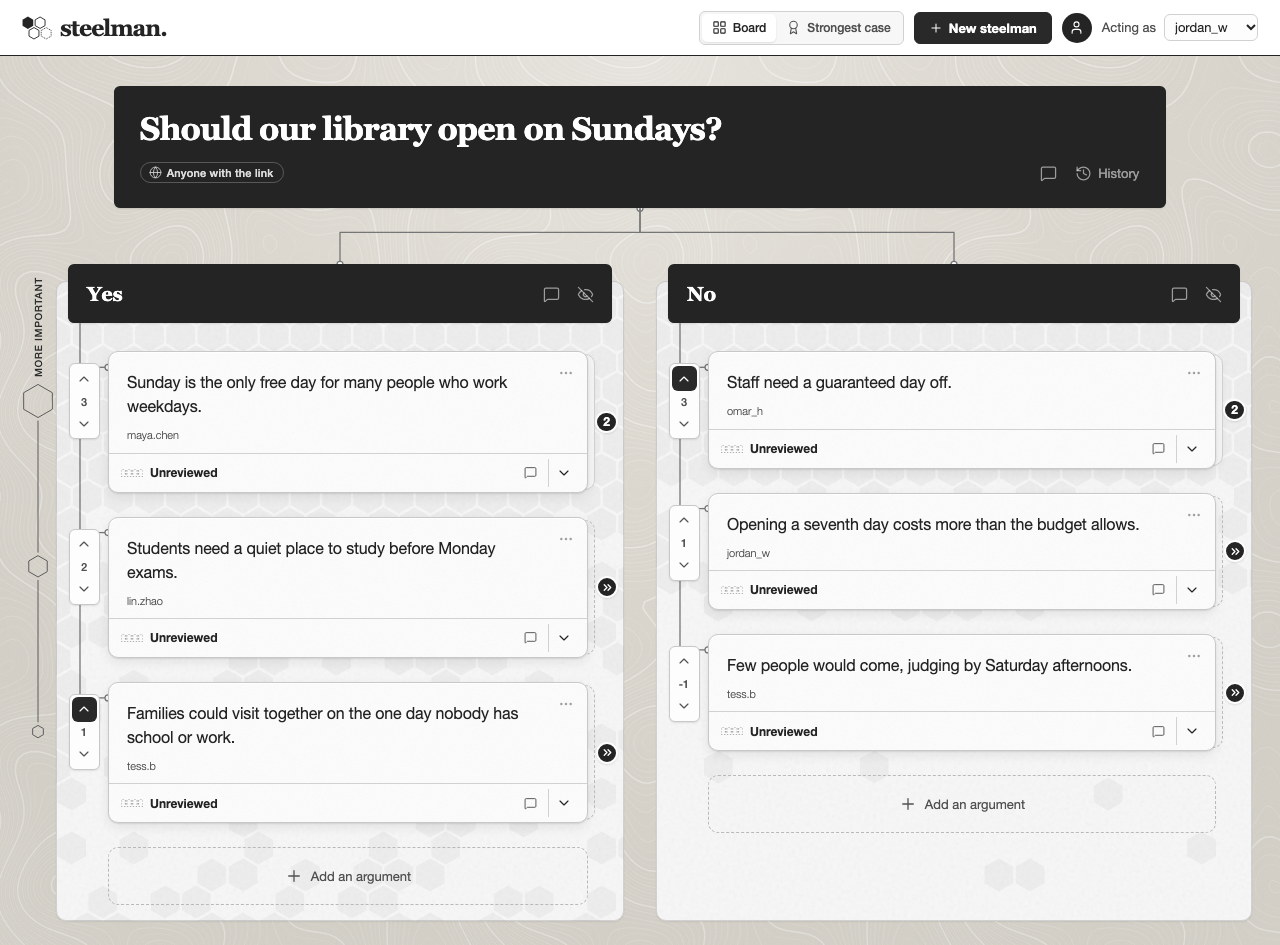 steelman.
Board
Strongest case
New steelman
Acting as
jordan_w
Should our library open on Sundays?
Anyone with the link
History
MORE IMPORTANT
Yes
3
Sunday is the only free day for many people who work
weekdays.
maya.chen
2
Unreviewed
2
Students need a quiet place to study before Monday
exams.
lin.zhao
Unreviewed
1
Families could visit together on the one day nobody has
school or work.
tess.b
Unreviewed
Add an argument
No
3
Staff need a guaranteed day off.
omar_h
2
Unreviewed
1
Opening a seventh day costs more than the budget allows.
jordan_w
Unreviewed
-1
Few people would come, judging by Saturday afternoons.
tess.b
Unreviewed
Add an argument